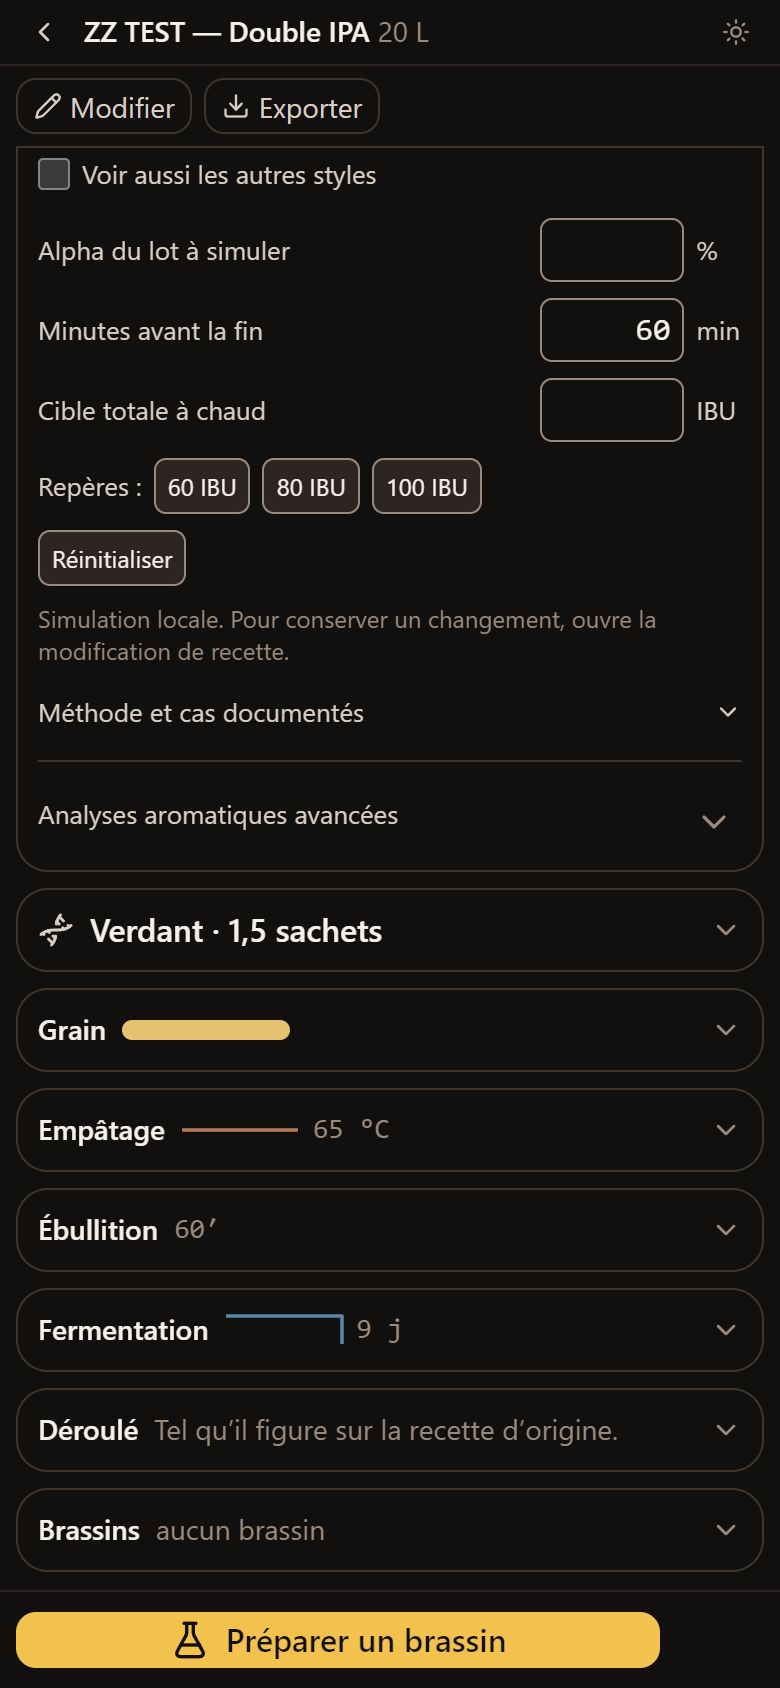 ZZ TEST — Double IPA 20 L
Modifier
Exporter
Voir aussi les autres styles
Alpha du lot à simuler %
Minutes avant la fin 60 min
Cible totale à chaud IBU
Repères : 60 IBU 80 IBU 100 IBU
Réinitialiser
Simulation locale. Pour conserver un changement, ouvre la
modification de recette.
Méthode et cas documentés
Analyses aromatiques avancées
Verdant · 1,5 sachets
Grain
Empâtage 65 °C
Ébullition 60′
Fermentation 9 j
Déroulé Tel qu’il figure sur la recette d’origine.
Brassins aucun brassin
Préparer un brassin